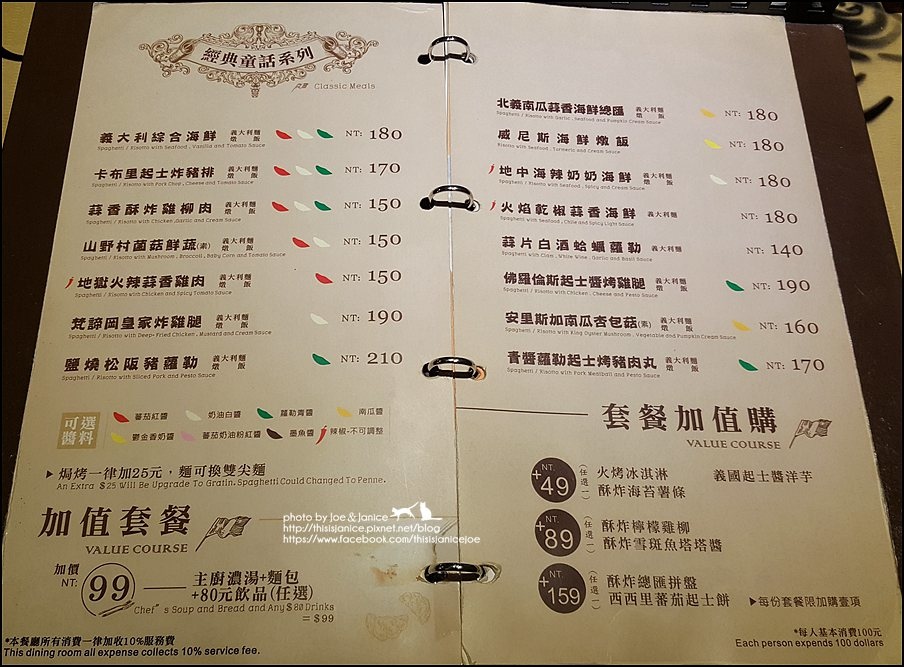 經典童話系列
Classic Meals
義大利綜合海鮮 義大利麵 燉飯 NT: 180
Spaghetti / Risotto with Seafood , Vanilla and Tomato Sauce
卡布里起士炸豬排 義大利麵 燉飯 NT: 170
Spaghetti / Risotto with Pork Chop , Cheese and Tomato Sauce
蒜香酥炸雞柳肉 義大利麵 燉飯 NT: 150
Spaghetti / Risotto with Chicken ,Garlic and Cream Sauce
山野村菌菇鮮蔬(素) 義大利麵 燉飯 NT: 150
Spaghetti / Risotto with Mushroom , Broccoli, Baby Corn and Tomato Sauce
地獄火辣蒜香雞肉 義大利麵 燉飯 NT: 150
Spaghetti / Risotto with Chicken and Spicy Tomato Sauce
梵諦岡皇家炸雞腿 義大利麵 燉飯 NT: 190
Spaghetti / Risotto with Deep- Fried Chicken , Mustard and Cream Sauce
鹽燒松阪豬蘿勒 義大利麵 燉飯 NT: 210
Spaghetti / Risotto with Sliced Pork and Pesto Sauce
可選醬料
蕃茄紅醬 奶油白醬 蘿勒青醬 南瓜醬
鬱金香奶醬 蕃茄奶油粉紅醬 墨魚醬 辣椒-不可調整
▶ 焗烤一律加25元，麵可換雙尖麵
An Extra $25 Will Be Upgrade To Gratin. Spaghetti Could Changed To Penne.
加值套餐
VALUE COURSE
加價 NT: 99 主廚濃湯+麵包
+80元飲品(任選)
Chef's Soup and Bread and Any $80 Drinks
= $99
*本餐廳所有消費一律加收10%服務費
This dining room all expense collects 10% service fee.
photo by Joe & Janice
http://thisisjanice.pixnet.net/blog
https://www.facebook.com/thisisjanicejoe
北義南瓜蒜香海鮮總匯 義大利麵 燉飯 NT: 180
Spaghetti / Risotto with Garlic , Seafood and Pumpkin Cream Sauce
威尼斯海鮮燉飯 NT: 180
Risotto with Seafood , Turmeric and Cream Sauce
地中海辣奶奶海鮮 義大利麵 燉飯 NT: 180
Spaghetti / Risotto with Seafood , Spicy and Cream Sauce
火焰乾椒蒜香海鮮 義大利麵 NT: 180
Spaghetti with Seafood , Chile and Spicy Light Sauce
蒜片白酒蛤蠣蘿勒 義大利麵 NT: 140
Spaghetti with Clam , White Wine , Garlic and Basil Sauce
佛羅倫斯起士醬烤雞腿 義大利麵 燉飯 NT: 190
Spaghetti / Risotto with Chicken , Cheese and Pesto Sauce
安里斯加南瓜杏包菇(素) 義大利麵 燉飯 NT: 160
Spaghetti / Risotto with King Oyster Mushroom , Vegetable and Pumpkin Cream Sauce
青醬蘿勒起士烤豬肉丸 義大利麵 燉飯 NT: 170
Spaghetti / Risotto with Pork Meatball and Pesto Sauce
套餐加值購
VALUE COURSE
NT. +49 (任選一) 火烤冰淇淋 義國起士醬洋芋
酥炸海苔薯條
NT. +89 (任選一) 酥炸檸檬雞柳
酥炸雪斑魚塔塔醬
NT. +159 (任選一) 酥炸總匯拼盤
西西里蕃茄起士餅 ▶每份套餐限加購壹項
*每人基本消費100元
Each person expends 100 dollars